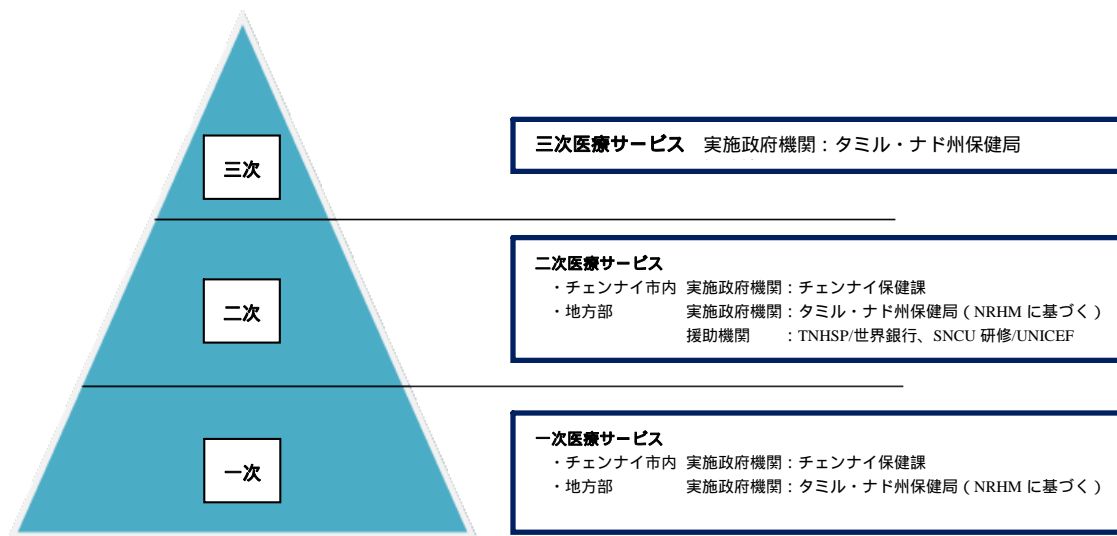 三次
三次医療サービス　実施政府機関：タミル・ナド州保健局
二次
二次医療サービス
・チェンナイ市内 実施政府機関：チェンナイ保健課
・地方部　　　　 実施政府機関：タミル・ナド州保健局（NRHM に基づく）
援助機関　　：TNHSP/世界銀行、SNCU 研修/UNICEF
一次
一次医療サービス
・チェンナイ市内 実施政府機関：チェンナイ保健課
・地方部　　　　 実施政府機関：タミル・ナド州保健局（NRHM に基づく）